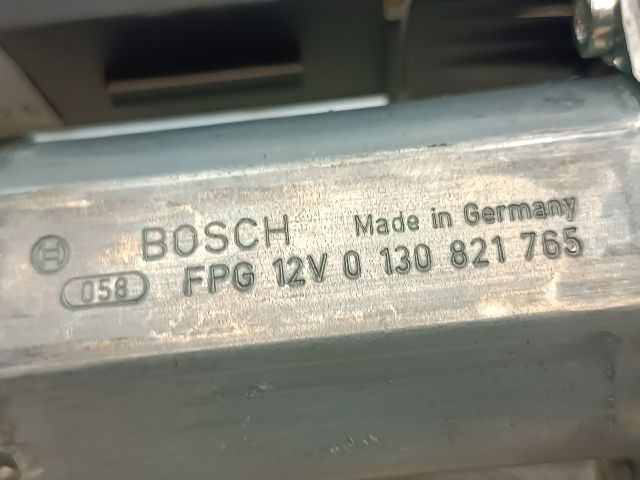 BOSCH Made in Germany
058 FPG 12V 0 130 821 765